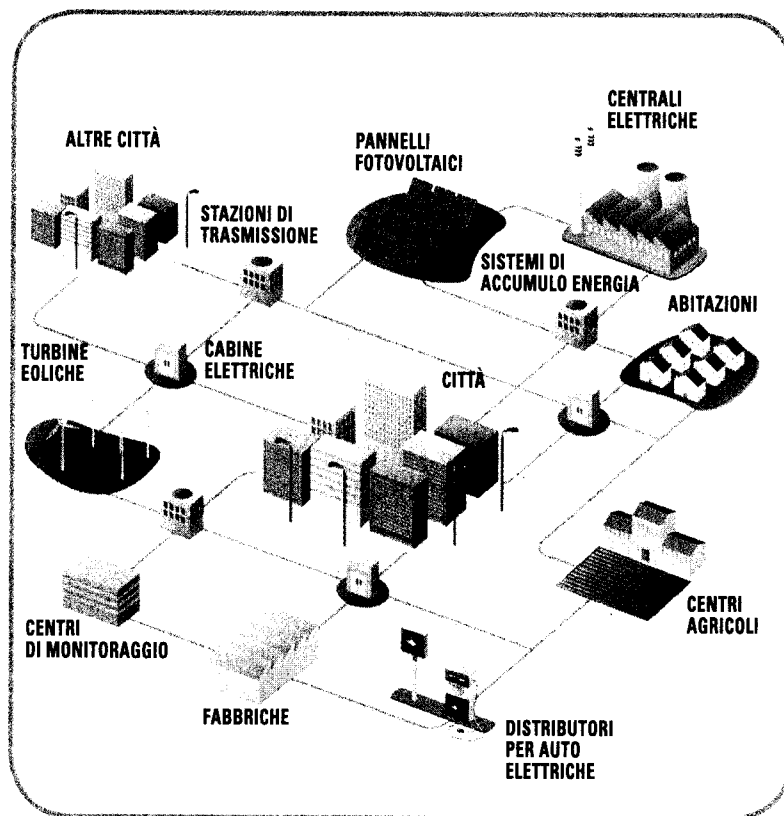 CENTRALI
ELETTRICHE
ALTRE CITTÀ
PANNELLI
FOTOVOLTAICI
STAZIONI DI
TRASMISSIONE
SISTEMI DI
ACCUMULO ENERGIA
ABITAZIONI
TURBINE
EOLICHE
CABINE
ELETTRICHE
CITTÀ
CENTRI
DI MONITORAGGIO
CENTRI
AGRICOLI
FABBRICHE
DISTRIBUTORI
PER AUTO
ELETTRICHE